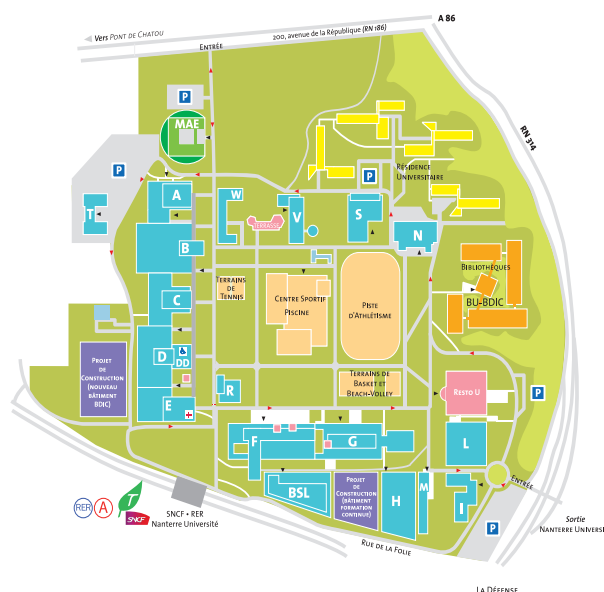 A 86
Vers Pont de Chatou
200, avenue de la République (RN 186)
Entrée
P
MAE
RN 314
P
P
Résidence
Universitaire
A
W
T
V
S
Terrasse
N
B
Bibliothèques
Terrains
de
Tennis
Centre Sportif
Piscine
Piste
d'Athlétisme
BU-BDIC
C
Projet
de
Construction
(nouveau
bâtiment
BDIC)
D
DD
Terrains de
Basket et
Beach-Volley
R
Resto U
P
E
F
G
L
BSL
Projet
de
Construction
(bâtiment
formation
continue)
H
M
I
Entrée
RER
A
T
SNCF
SNCF • RER
Nanterre Université
Rue de la Folie
P
Sortie
Nanterre Univers
La Défense